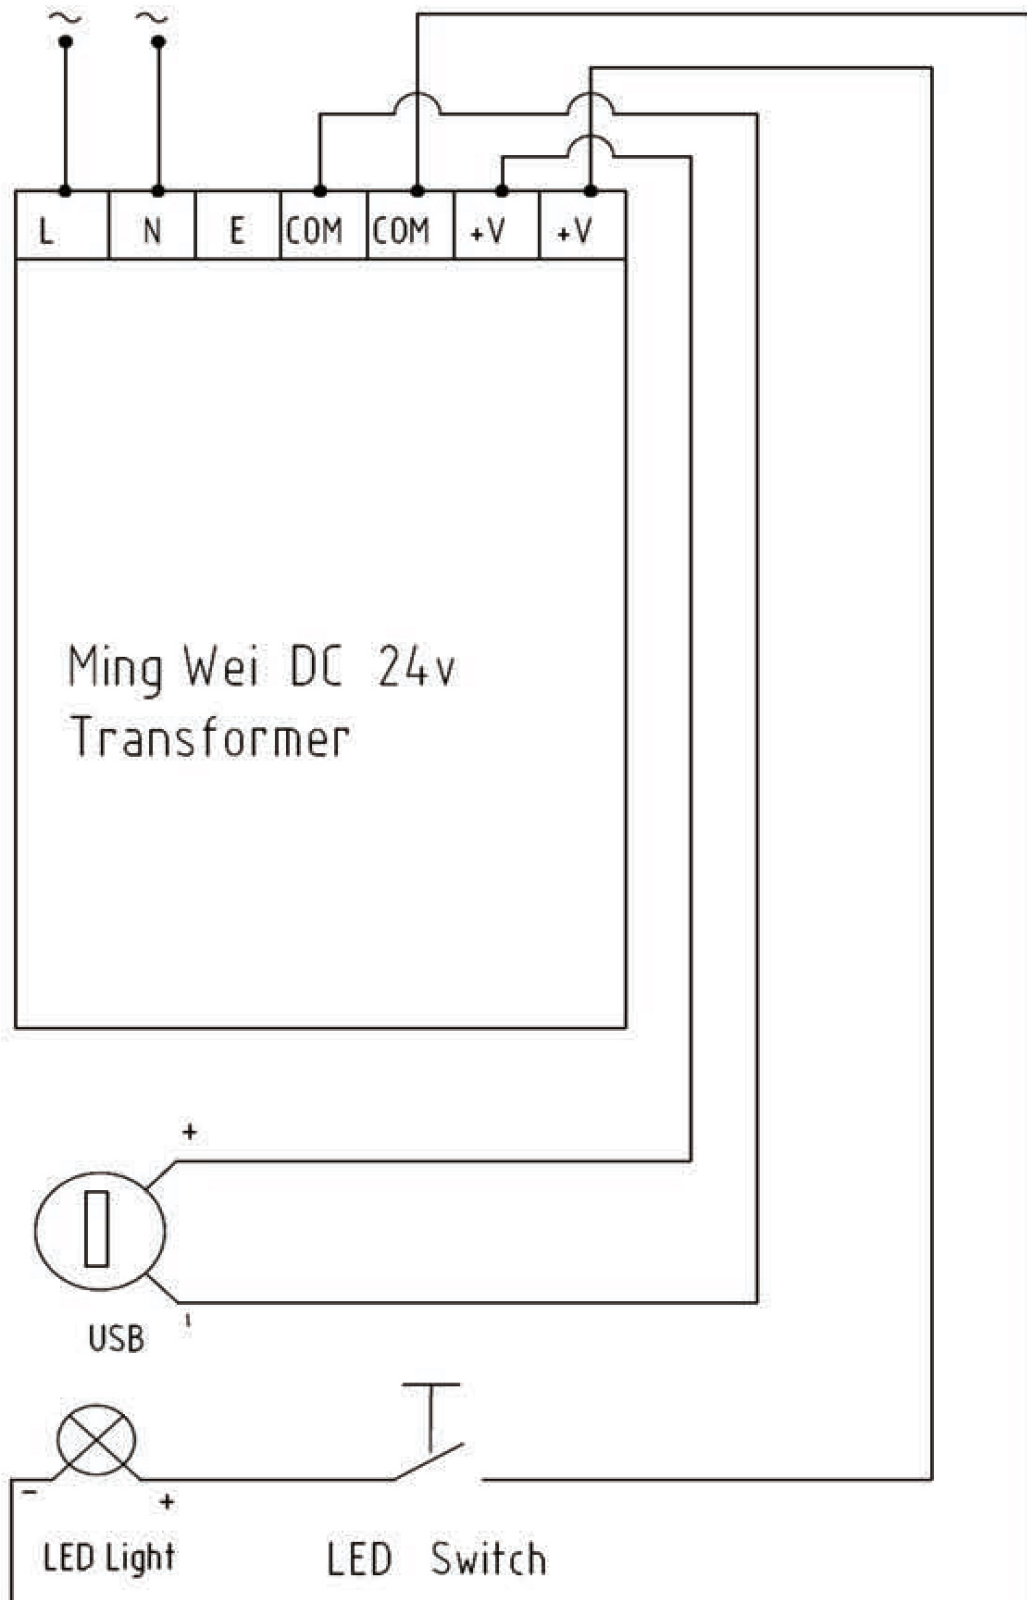 ~ ~
L N E COM COM +V +V
Ming Wei DC 24v
Transformer
+
USB
- +
LED Light LED Switch